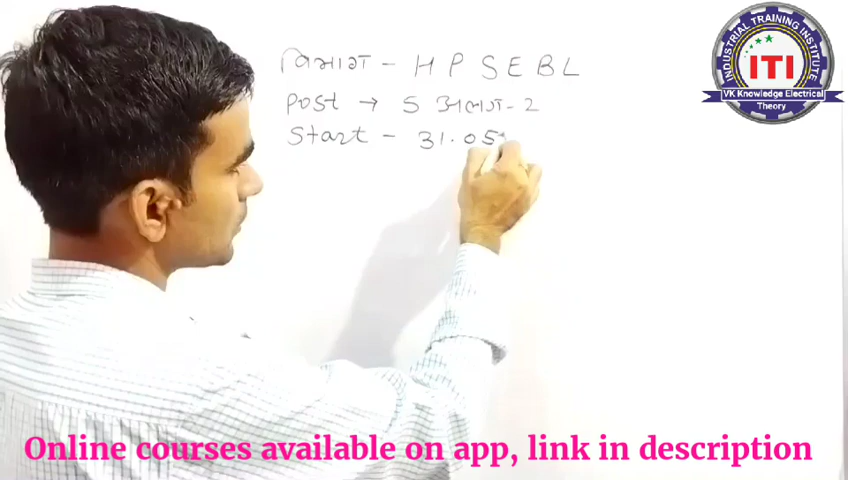 विभाग - HPSEBL
Post → 5 अलग-2
Start - 31.05
INDUSTRIAL TRAINING INSTITUTE
ITI
VK Knowledge Electrical
Theory
Online courses available on app, link in description